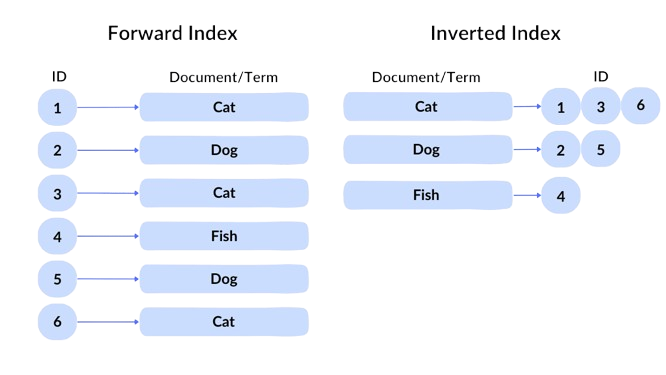 Forward Index
ID Document/Term
1 Cat
2 Dog
3 Cat
4 Fish
5 Dog
6 Cat
Inverted Index
Document/Term ID
Cat 1 3 6
Dog 2 5
Fish 4